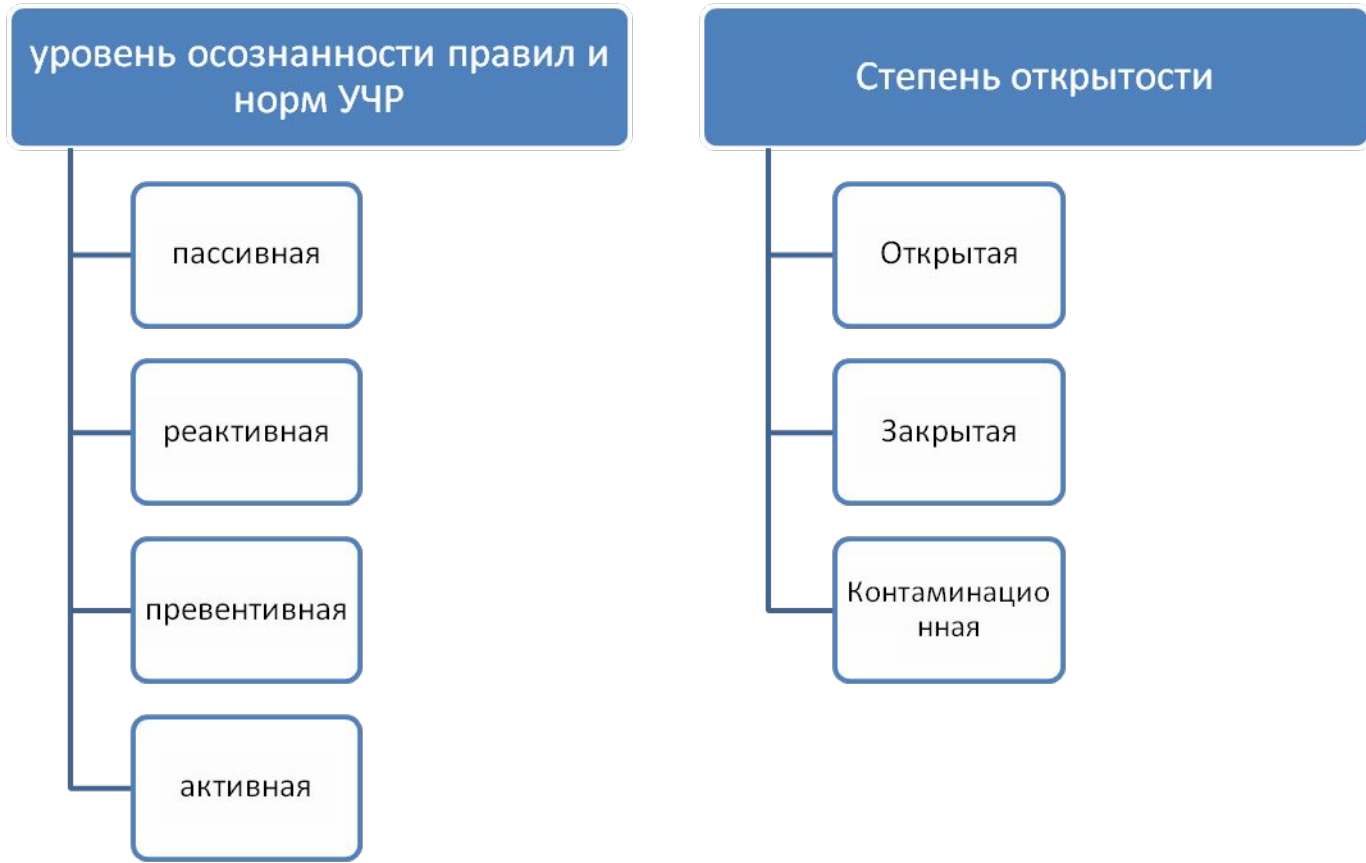 уровень осознанности правил и
норм УЧР
пассивная
реактивная
превентивная
активная
Степень открытости
Открытая
Закрытая
Контаминацио
нная